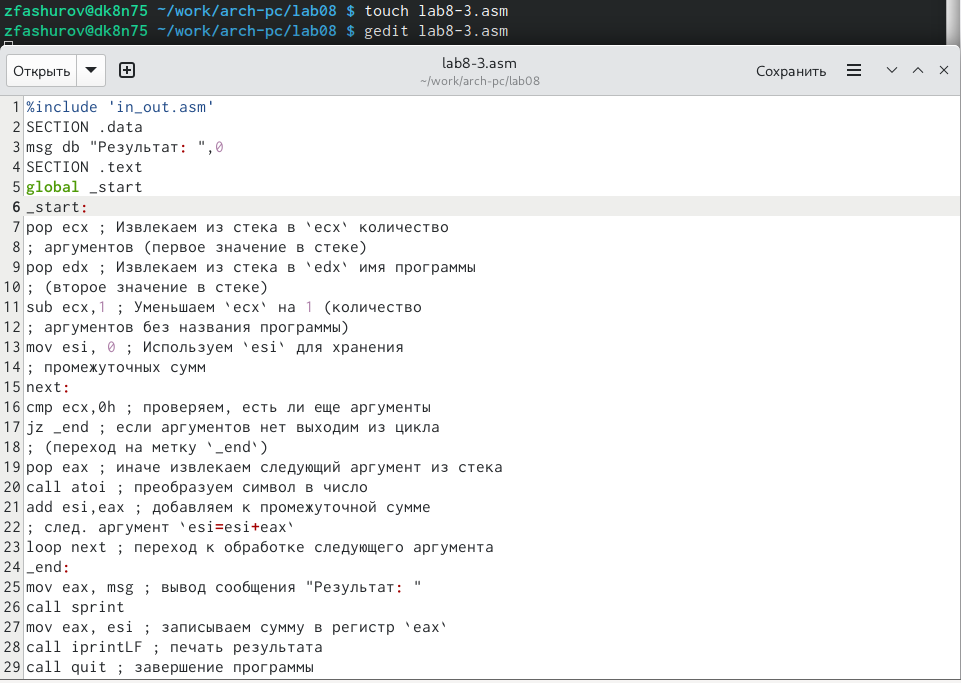 zfashurov@dk8n75 ~/work/arch-pc/lab08 $ touch lab8-3.asm
zfashurov@dk8n75 ~/work/arch-pc/lab08 $ gedit lab8-3.asm
Открыть
lab8-3.asm
~/work/arch-pc/lab08
Сохранить
1 %include 'in_out.asm'
2 SECTION .data
3 msg db "Результат: ",0
4 SECTION .text
5 global _start
6 _start:
7 pop ecx ; Извлекаем из стека в `ecx` количество
8 ; аргументов (первое значение в стеке)
9 pop edx ; Извлекаем из стека в `edx` имя программы
10 ; (второе значение в стеке)
11 sub ecx,1 ; Уменьшаем `ecx` на 1 (количество
12 ; аргументов без названия программы)
13 mov esi, 0 ; Используем `esi` для хранения
14 ; промежуточных сумм
15 next:
16 cmp ecx,0h ; проверяем, есть ли еще аргументы
17 jz _end ; если аргументов нет выходим из цикла
18 ; (переход на метку `_end`)
19 pop eax ; иначе извлекаем следующий аргумент из стека
20 call atoi ; преобразуем символ в число
21 add esi,eax ; добавляем к промежуточной сумме
22 ; след. аргумент `esi=esi+eax`
23 loop next ; переход к обработке следующего аргумента
24 _end:
25 mov eax, msg ; вывод сообщения "Результат: "
26 call sprint
27 mov eax, esi ; записываем сумму в регистр `eax`
28 call iprintLF ; печать результата
29 call quit ; завершение программы